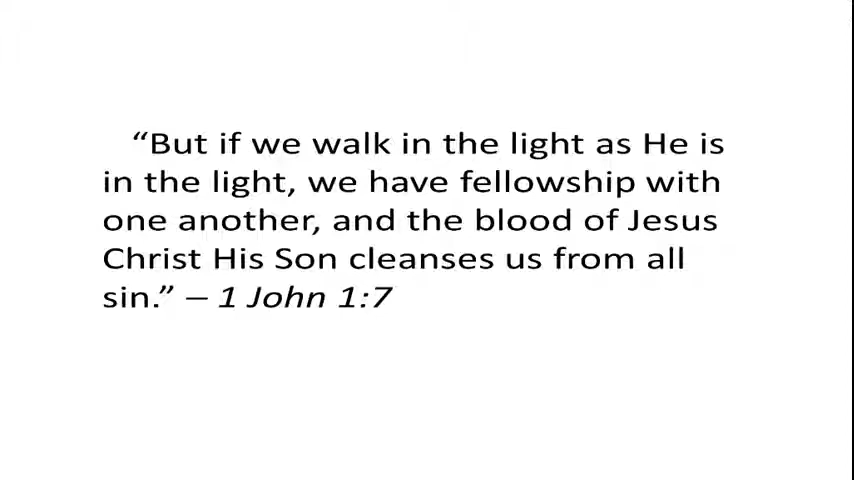 “But if we walk in the light as He is
in the light, we have fellowship with
one another, and the blood of Jesus
Christ His Son cleanses us from all
sin.” – 1 John 1:7